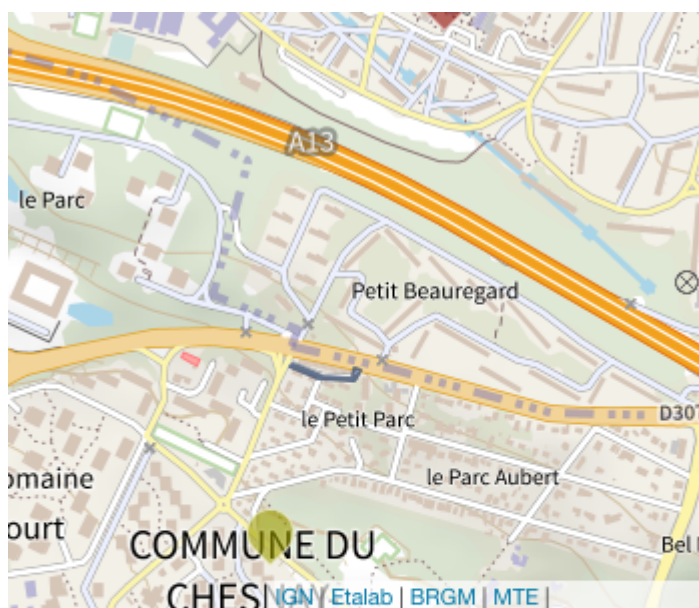 A13
le Parc
Petit Beauregard
D307
le Petit Parc
le Parc Aubert
omaine
ourt
COMMUNE DU
Bel
CHES
IGN | Etalab | BRGM | MTE |